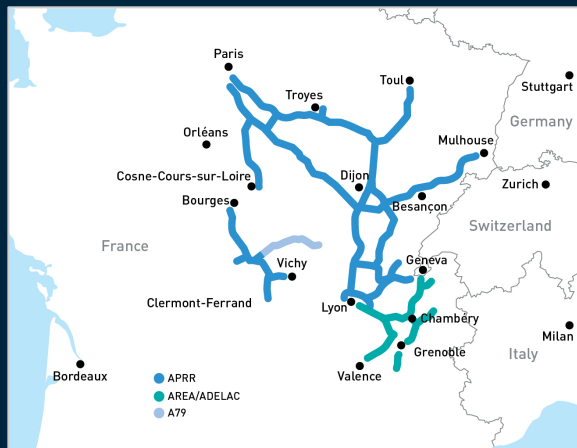 Paris
Toul
Troyes
Stuttgart
Germany
Orléans
Mulhouse
Cosne-Cours-sur-Loire
Dijon
Zurich
Bourges
Besançon
Switzerland
France
Vichy
Geneva
Clermont-Ferrand
Lyon
Chambéry
Milan
Grenoble
Italy
Bordeaux
Valence
APRR
AREA/ADELAC
A79